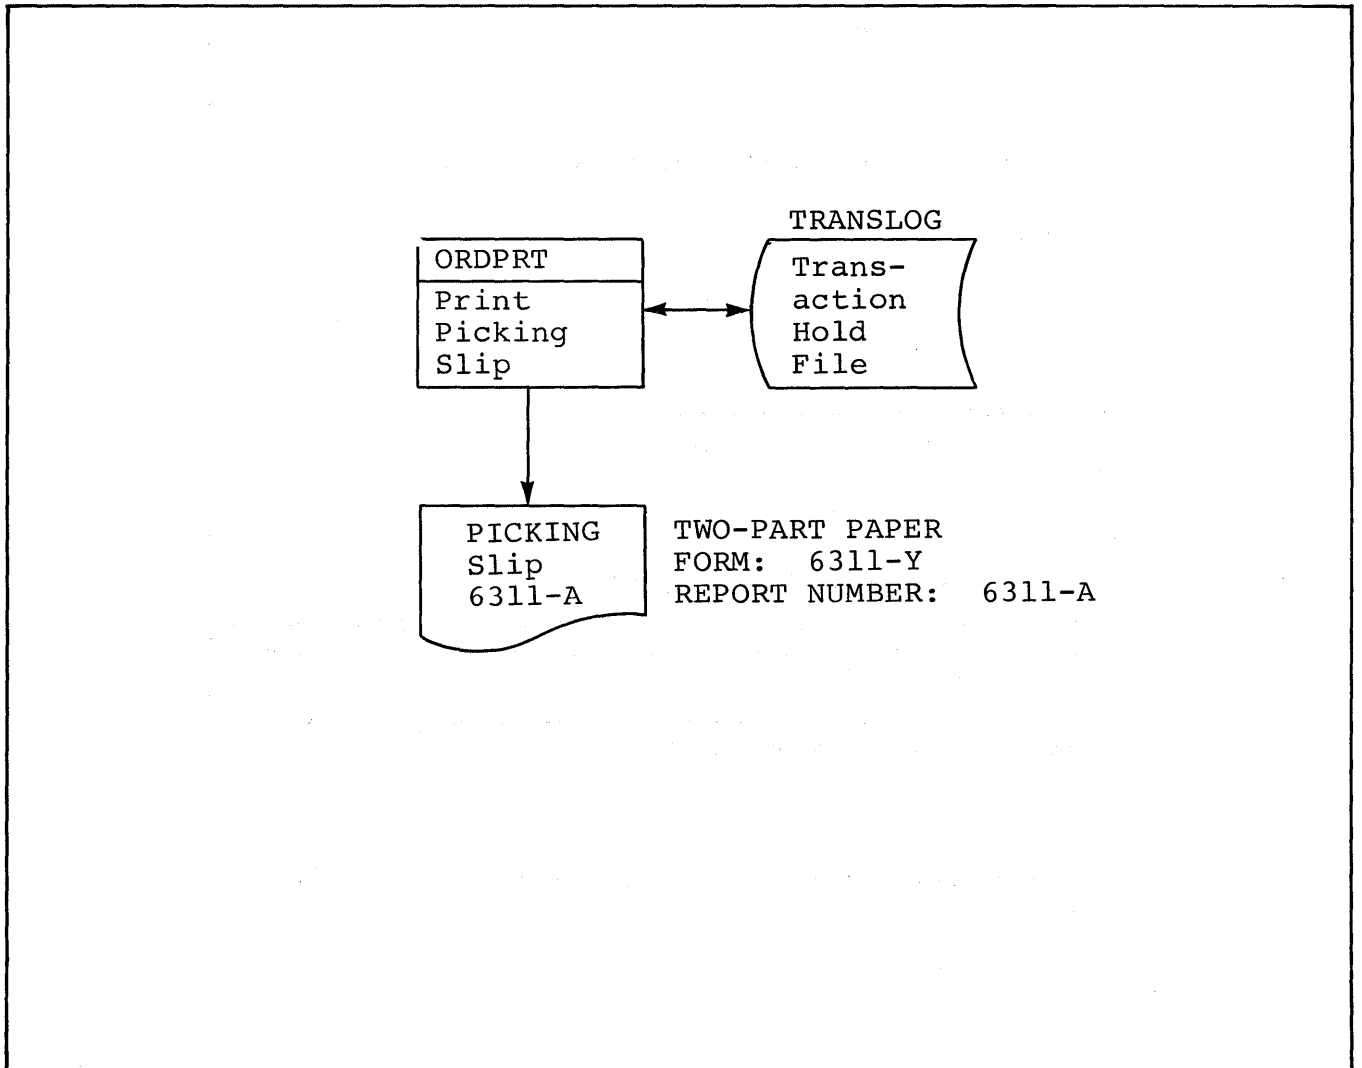 TRANSLOG
ORDPRT
Print
Picking
Slip
Trans-
action
Hold
File
PICKING
Slip
6311-A
TWO-PART PAPER
FORM: 6311-Y
REPORT NUMBER: 6311-A